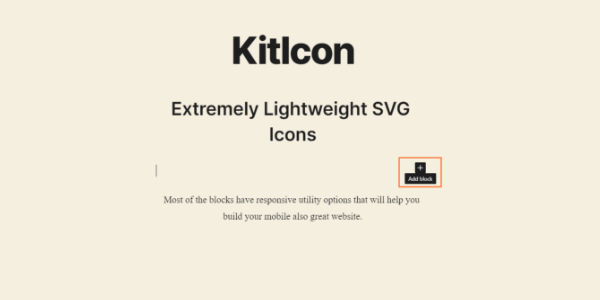 KitIcon
Extremely Lightweight SVG
Icons
+
Add block
Most of the blocks have responsive utility options that will help you
build your mobile also great website.